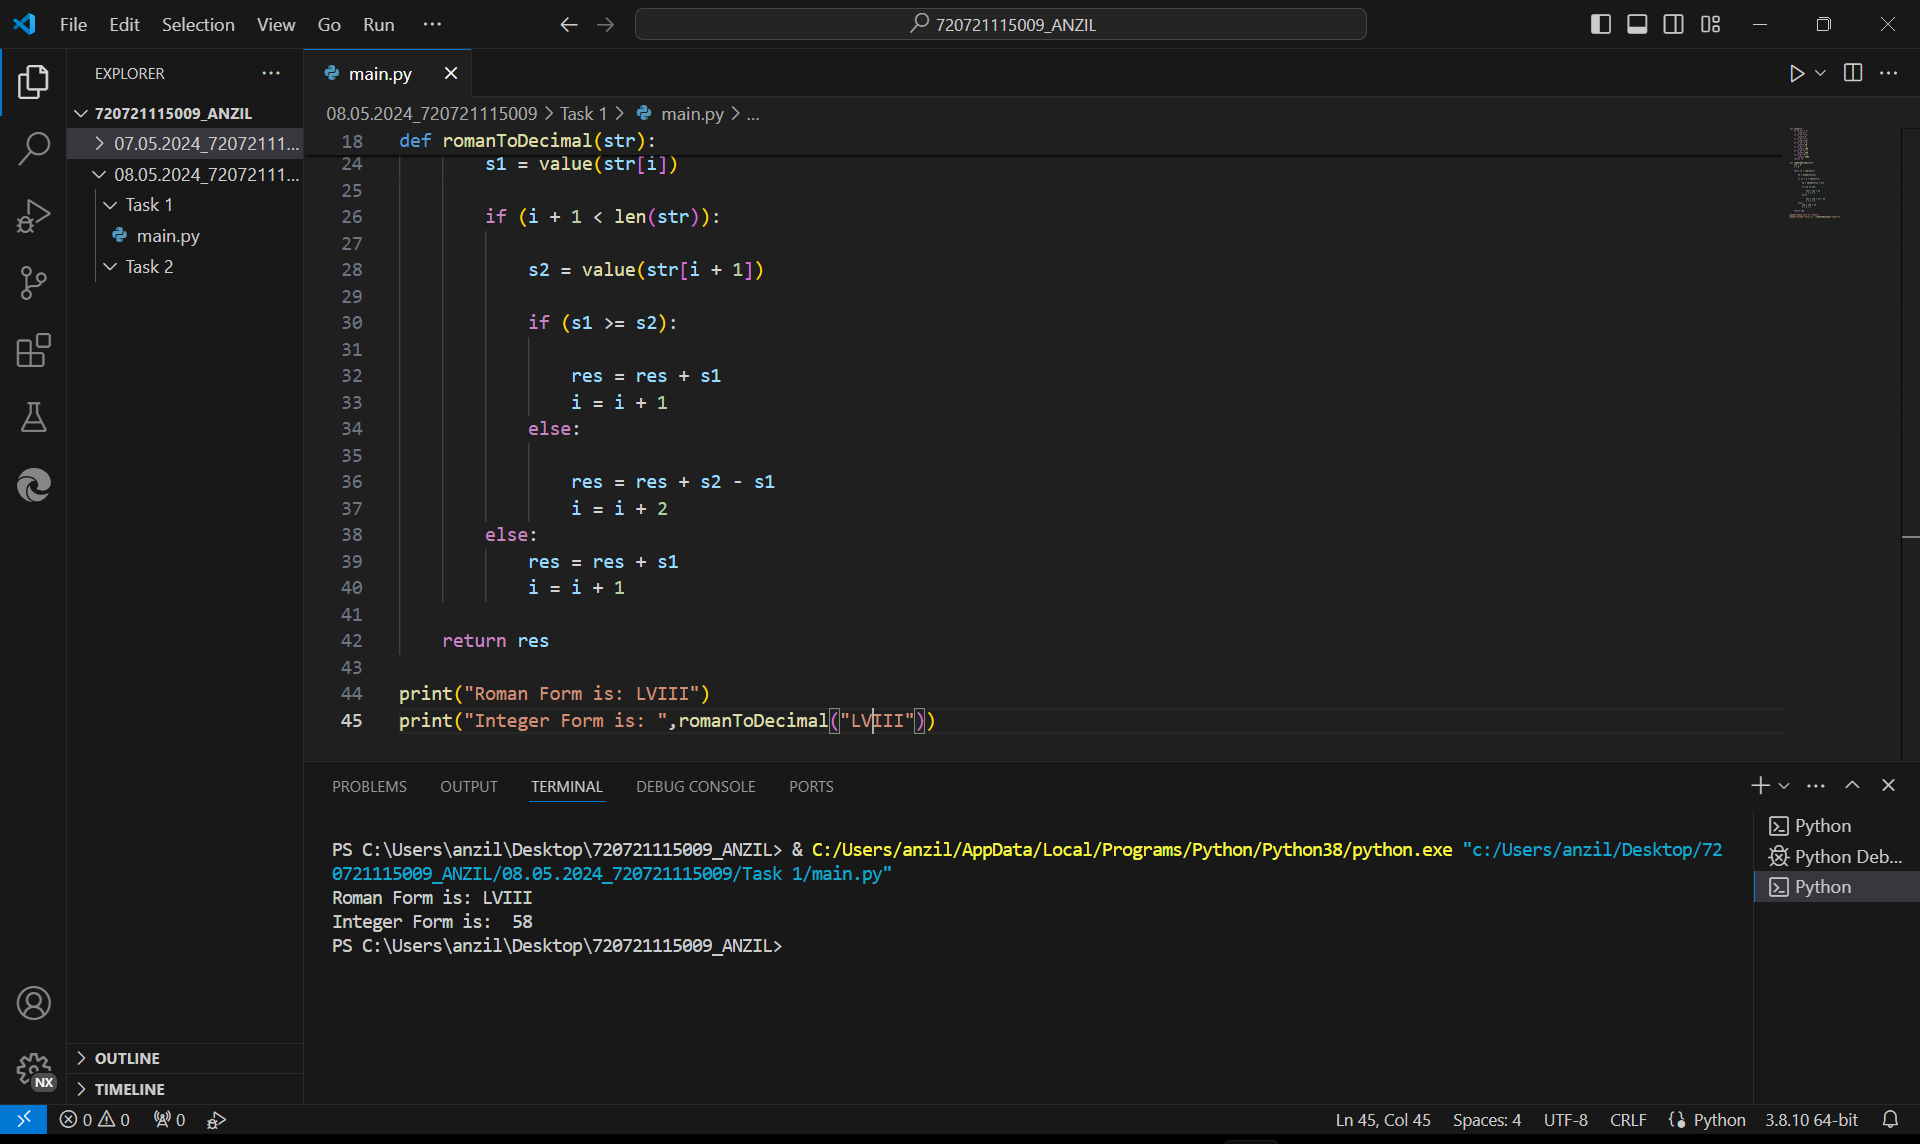 File Edit Selection View Go Run ...
720721115009_ANZIL
EXPLORER
720721115009_ANZIL
07.05.2024_72072111...
08.05.2024_72072111...
Task 1
main.py
Task 2
OUTLINE
TIMELINE
main.py
08.05.2024_720721115009 > Task 1 > main.py > ...
18 def romanToDecimal(str):
24 s1 = value(str[i])
25
26 if (i + 1 < len(str)):
27
28 s2 = value(str[i + 1])
29
30 if (s1 >= s2):
31
32 res = res + s1
33 i = i + 1
34 else:
35
36 res = res + s2 - s1
37 i = i + 2
38 else:
39 res = res + s1
40 i = i + 1
41
42 return res
43
44 print("Roman Form is: LVIII")
45 print("Integer Form is: ",romanToDecimal("LVIII"))
PROBLEMS OUTPUT TERMINAL DEBUG CONSOLE PORTS
PS C:\Users\anzil\Desktop\720721115009_ANZIL> & C:/Users/anzil/AppData/Local/Programs/Python/Python38/python.exe "c:/Users/anzil/Desktop/72
0721115009_ANZIL/08.05.2024_720721115009/Task 1/main.py"
Roman Form is: LVIII
Integer Form is:  58
PS C:\Users\anzil\Desktop\720721115009_ANZIL>
Python
Python Deb...
Python
NX
0 0 0
Ln 45, Col 45 Spaces: 4 UTF-8 CRLF Python 3.8.10 64-bit